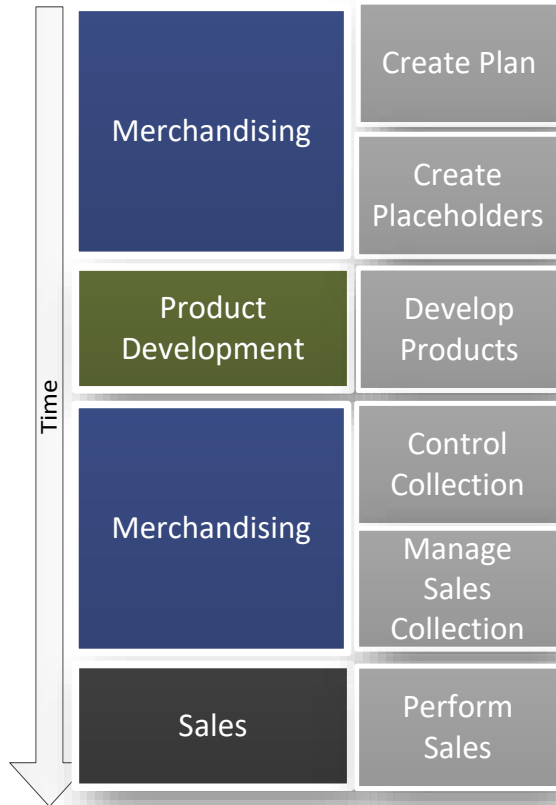 Time
Merchandising
Create Plan
Create
Placeholders
Product
Development
Develop
Products
Merchandising
Control
Collection
Manage
Sales
Collection
Sales
Perform
Sales